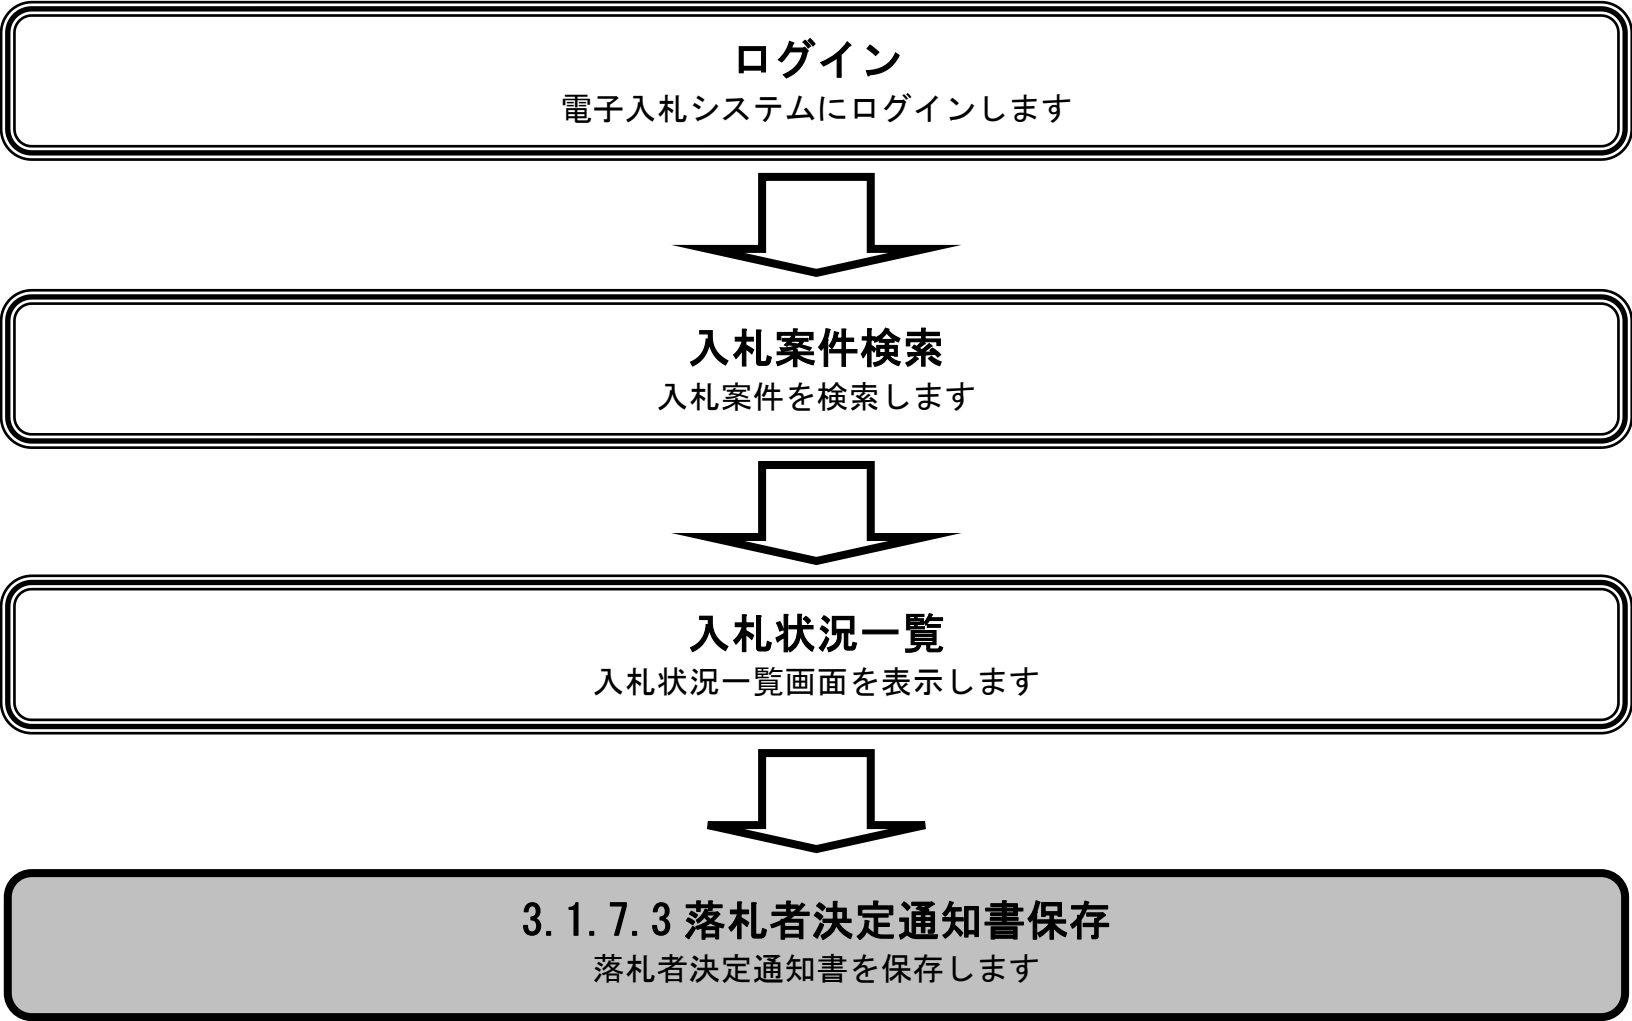 ログイン
電子入札システムにログインします
入札案件検索
入札案件を検索します
入札状況一覧
入札状況一覧画面を表示します
3.1.7.3 落札者決定通知書保存
落札者決定通知書を保存します